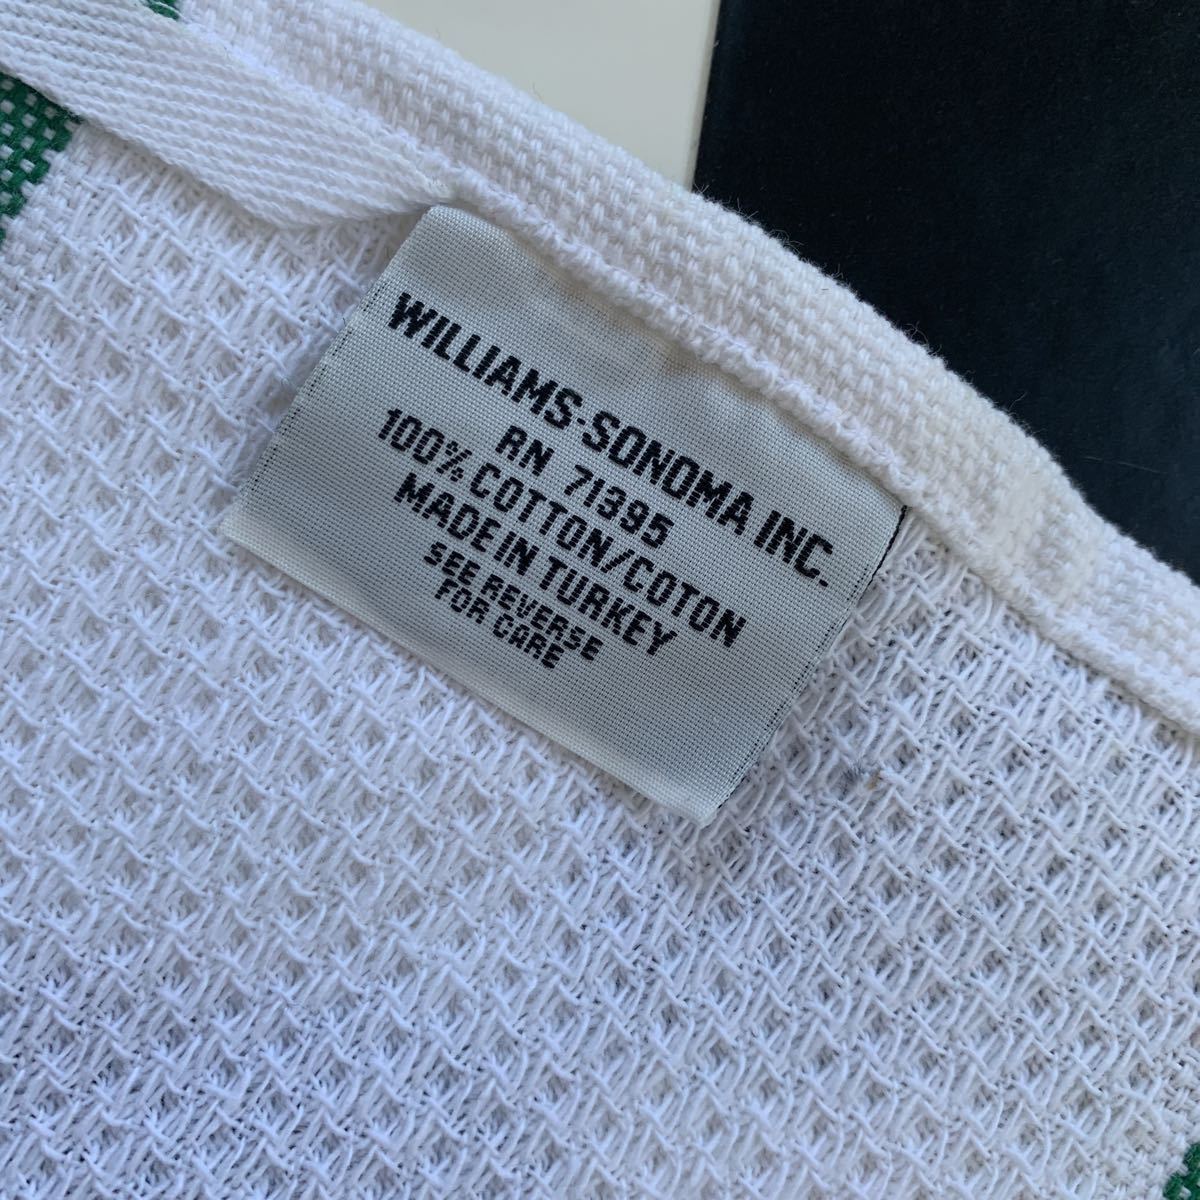 WILLIAMS-SONOMA INC.
RN 71395
100% COTTON/COTON
MADE IN TURKEY
SEE REVERSE
FOR CARE